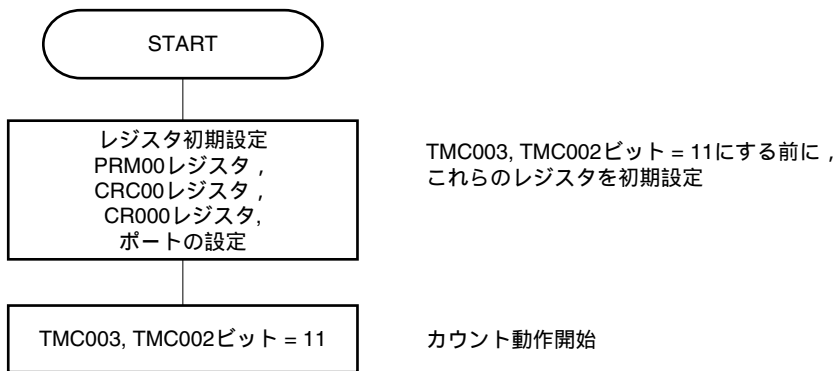 START
レジスタ初期設定
PRM00レジスタ，
CRC00レジスタ，
CR000レジスタ,
ポートの設定
TMC003, TMC002ビット = 11にする前に，
これらのレジスタを初期設定
TMC003, TMC002ビット = 11
カウント動作開始